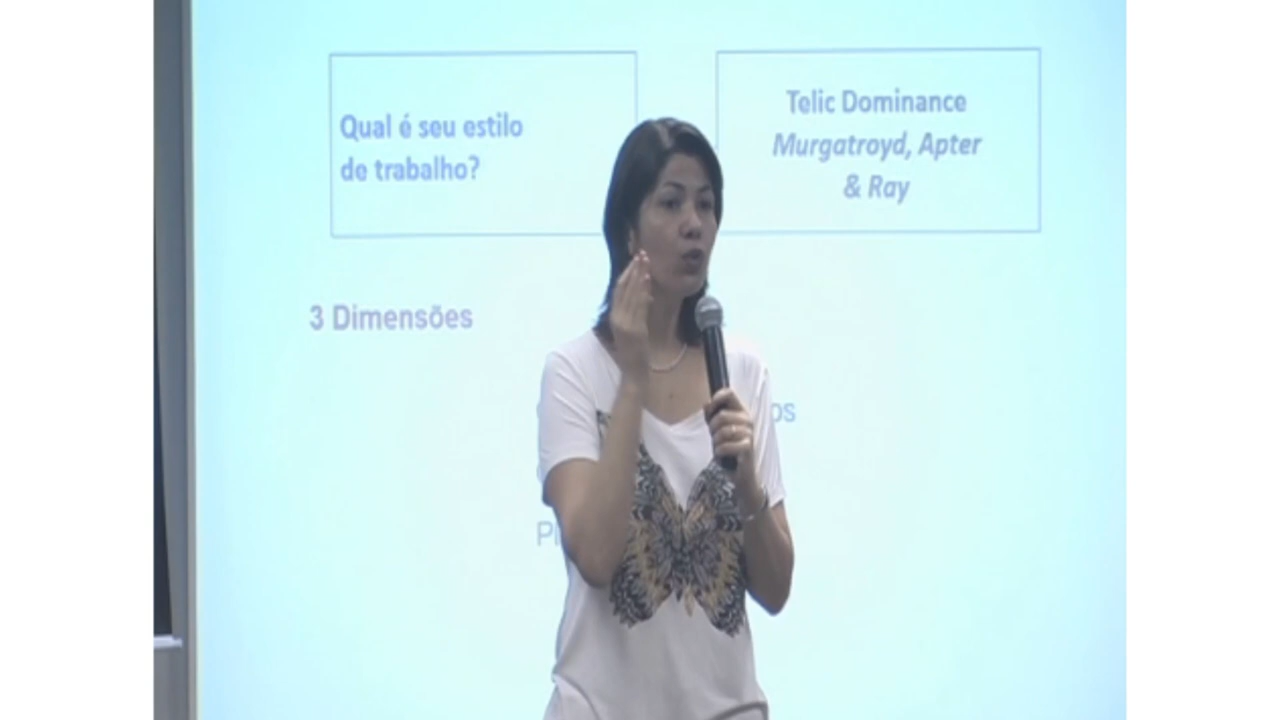 Qual é seu estilo
de trabalho?
Telic Dominance
Murgatroyd, Apter
& Ray
3 Dimensões